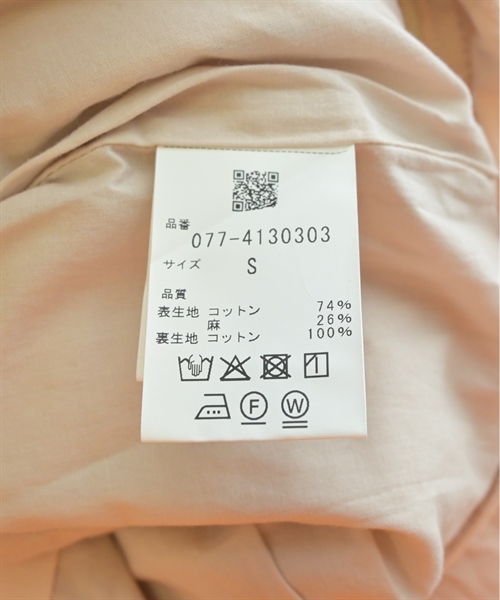 品番
077-4130303
サイズ S
品質
表生地 コットン 74%
麻 26%
裏生地 コットン 100%
F W